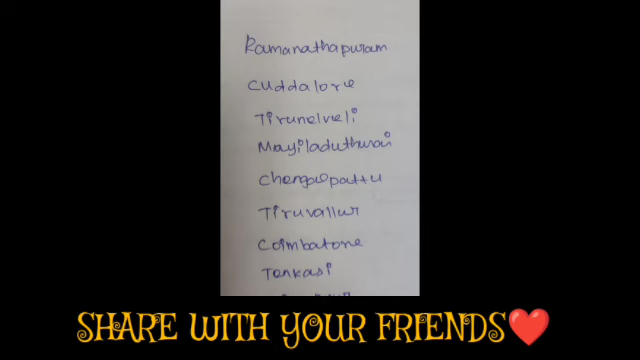 Ramanathapuram
Cuddalore
Tirunelveli
Mayiladuthurai
Chengalpattu
Tiruvallur
Coimbatore
Tenkasi
SHARE WITH YOUR FRIENDS❤️